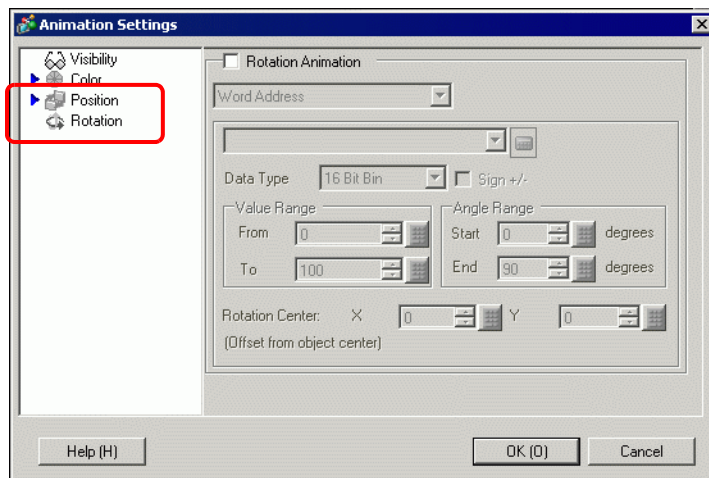 Animation Settings
Visibility
Color
Position
Rotation
Rotation Animation
Word Address
Data Type 16 Bit Bin Sign +/-
Value Range
From 0
To 100
Angle Range
Start 0 degrees
End 90 degrees
Rotation Center: X 0 Y 0
(Offset from object center)
Help (H) OK (O) Cancel